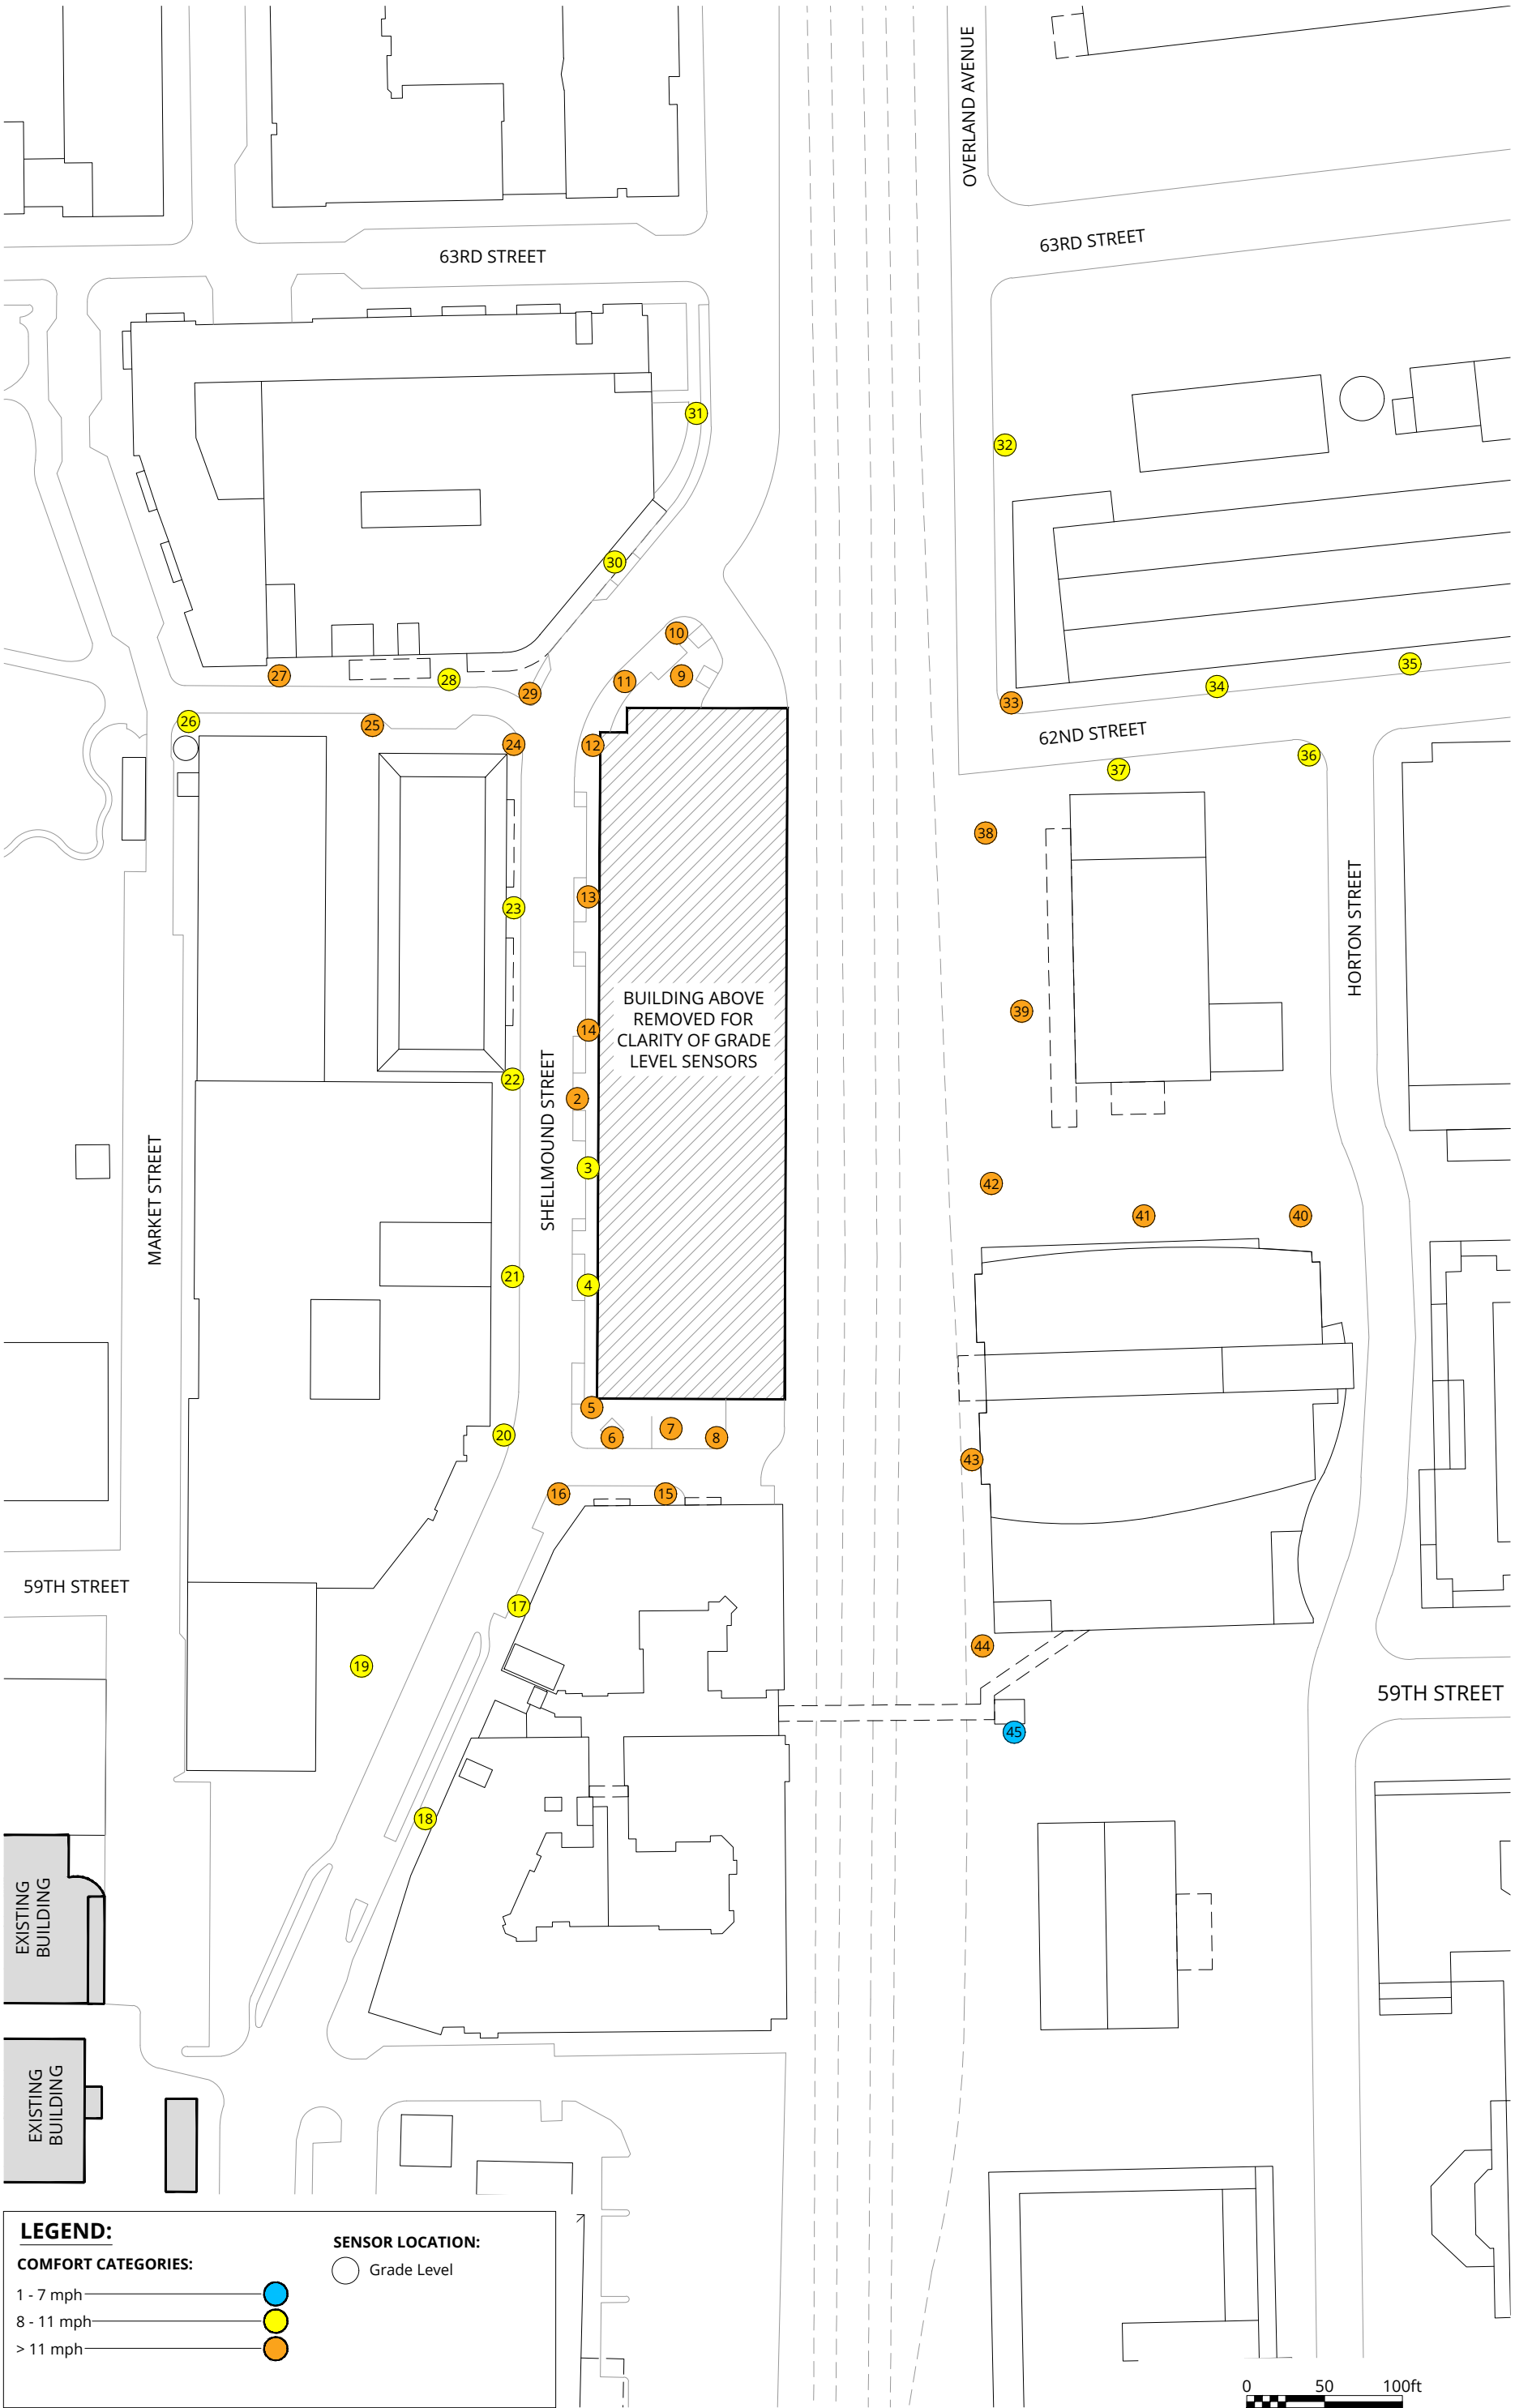 OVERLAND AVENUE
63RD STREET
63RD STREET
31
32
30
10
11
9
35
27
28
29
34
33
26
25
24
12
62ND STREET
36
37
38
13
23
HORTON STREET
BUILDING ABOVE
REMOVED FOR
CLARITY OF GRADE
LEVEL SENSORS
39
14
22
2
SHELLMOUND STREET
MARKET STREET
3
42
41
40
21
4
5
20
6
7
8
43
16
15
59TH STREET
17
44
19
59TH STREET
45
18
EXISTING
BUILDING
EXISTING
BUILDING
LEGEND:
COMFORT CATEGORIES:
1 - 7 mph
8 - 11 mph
> 11 mph
SENSOR LOCATION:
Grade Level
0 50 100ft